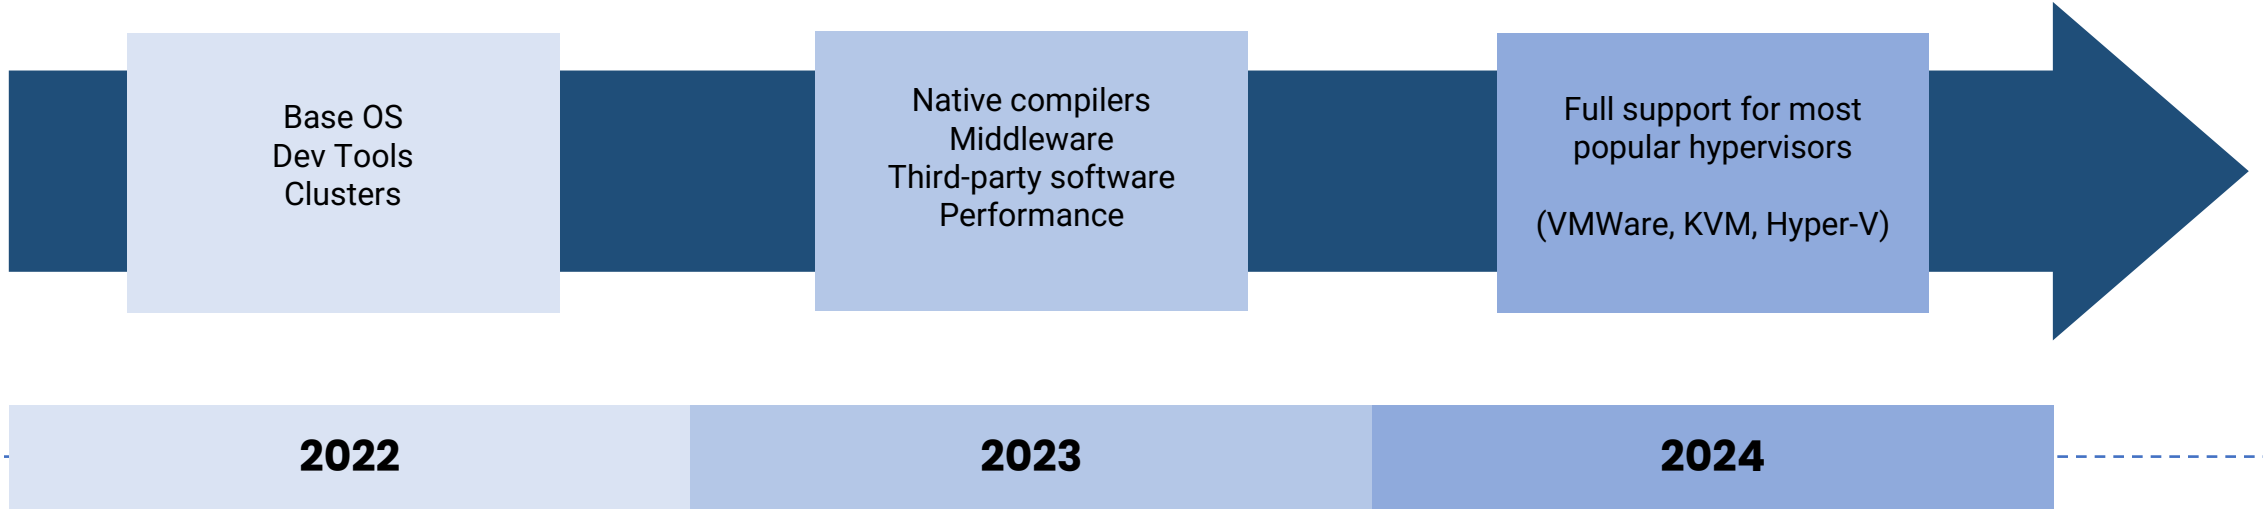 Base OS
Dev Tools
Clusters
Native compilers
Middleware
Third-party software
Performance
Full support for most
popular hypervisors
(VMWare, KVM, Hyper-V)
2022
2023
2024